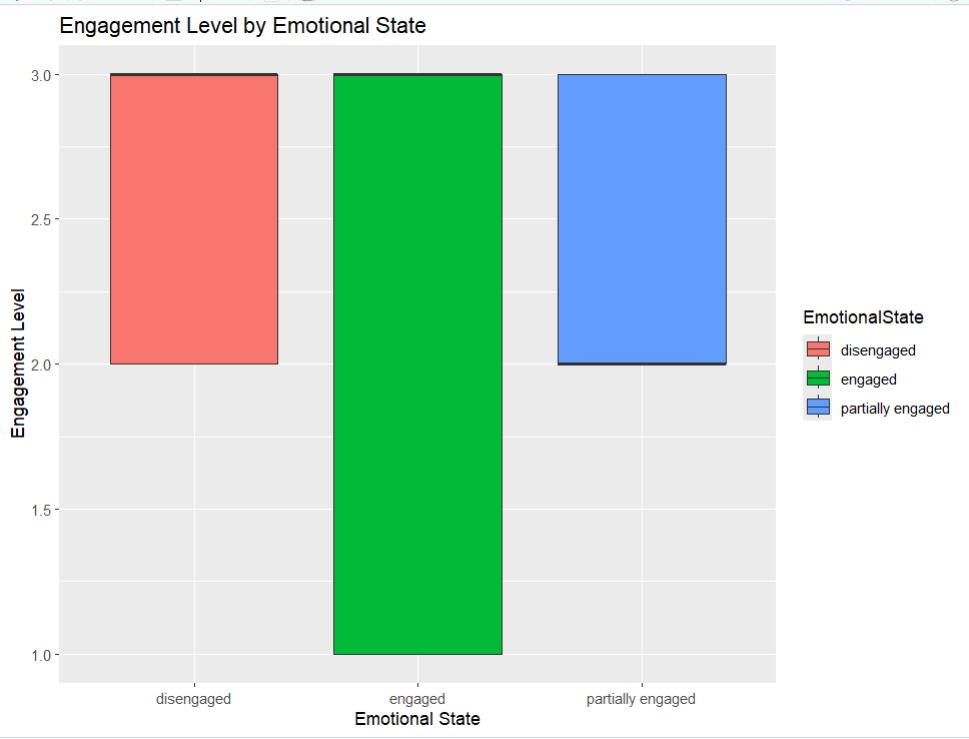 Engagement Level by Emotional State
Engagement Level
3.0
2.5
2.0
1.5
1.0
disengaged
engaged
partially engaged
Emotional State
EmotionalState
disengaged
engaged
partially engaged